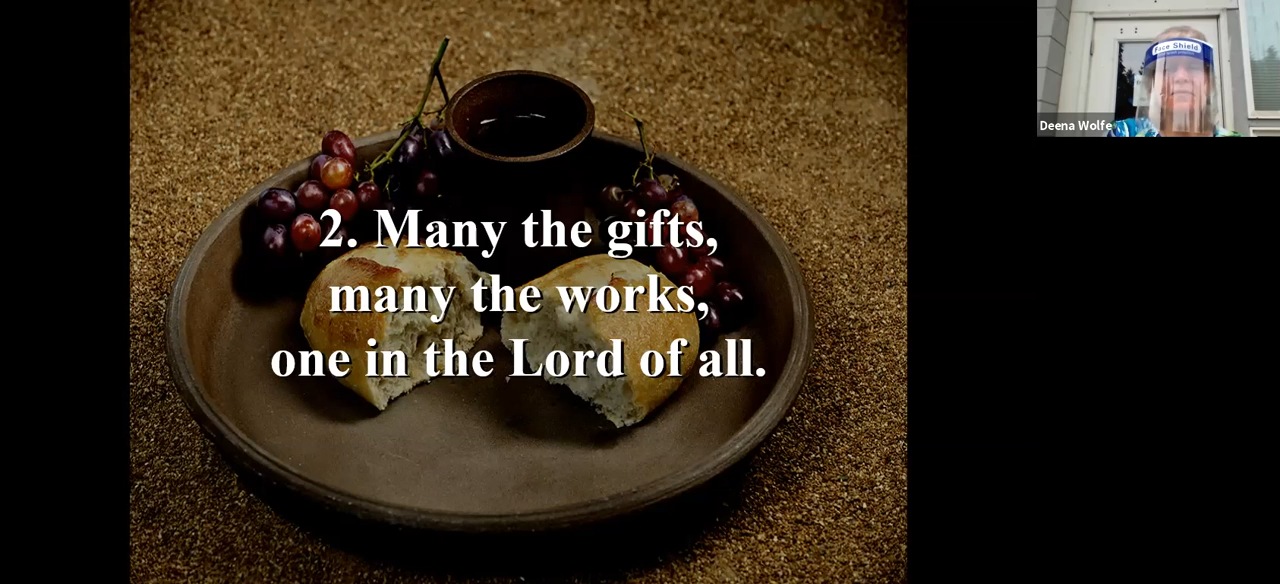 2. Many the gifts,
many the works,
one in the Lord of all.
Face Shield
Deena Wolfe